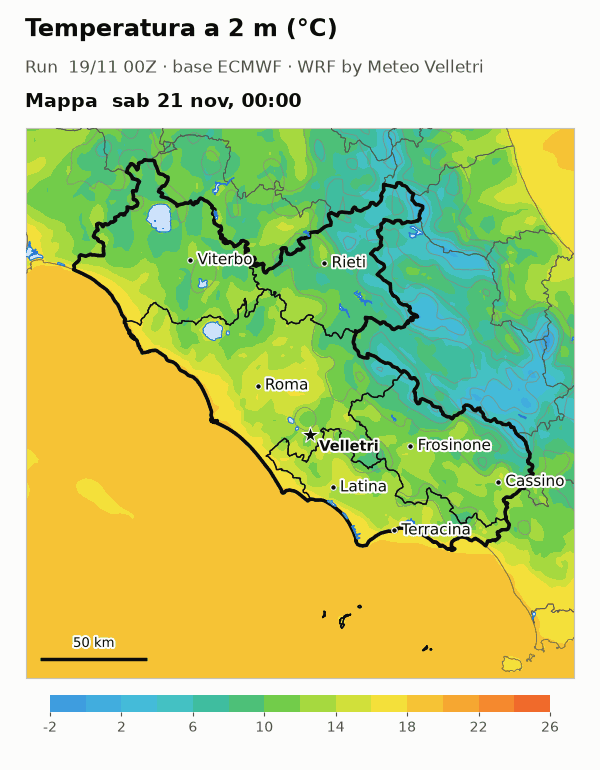 Temperatura a 2 m (°C)
Run  19/11 00Z · base ECMWF · WRF by Meteo Velletri
Mappa  sab 21 nov, 00:00
Viterbo
Rieti
Roma
Velletri
Frosinone
Latina
Cassino
Terracina
50 km
-2 2 6 10 14 18 22 26